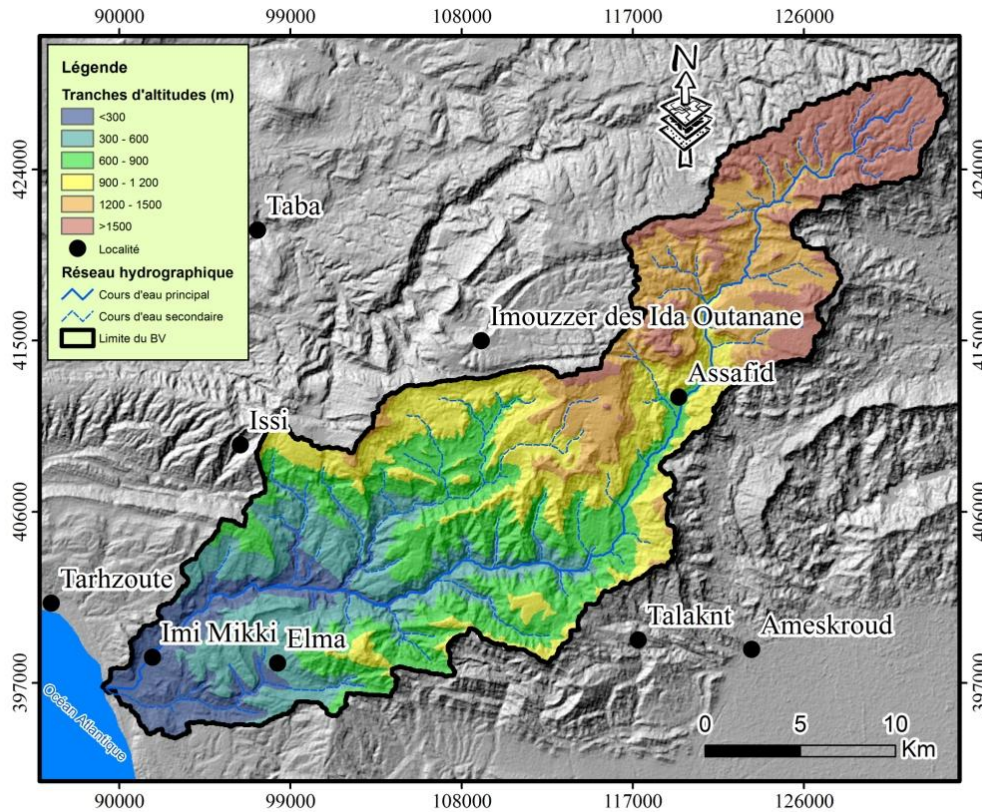 90000 99000 108000 117000 126000
Légende
Tranches d'altitudes (m)
<300
300 - 600
600 - 900
900 - 1 200
1200 - 1500
>1500
Localité
Réseau hydrographique
Cours d'eau principal
Cours d'eau secondaire
Limite du BV
N
424000 424000
Taba
Imouzzer des Ida Outanane
415000 415000
Assafid
Issi
406000 406000
Tarhzoute
Imi Mikki
Elma
Talaknt
Ameskroud
397000 397000
Océan Atlantique
0 5 10
Km
90000 99000 108000 117000 126000